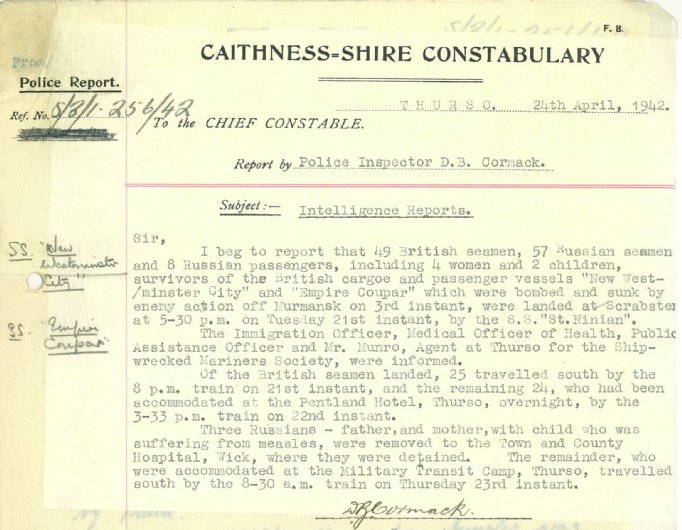 F. 8.
CAITHNESS=SHIRE CONSTABULARY
From
Police Report.
Ref. No. 8/3/1-256/42
THURSO. 24th April, 1942.
To the CHIEF CONSTABLE.
Report by Police Inspector D.B. Cormack.
Subject:— Intelligence Reports.
SS "New
Westminster
City"
SS "Empire
Coupar"
Sir,
I beg to report that 49 British seamen, 57 Russian seamen
and 8 Russian passengers, including 4 women and 2 children,
survivors of the British cargoe and passenger vessels "New West-
/minster City" and "Empire Coupar" which were bombed and sunk by
enemy action off Murmansk on 3rd instant, were landed at Scrabster
at 5-30 p.m. on Tuesday 21st instant, by the S.S."St.Ninian".
The Immigration Officer, Medical Officer of Health, Public
Assistance Officer and Mr. Munro, Agent at Thurso for the Ship-
wrecked Mariners Society, were informed.
Of the British seamen landed, 25 travelled south by the
8 p.m. train on 21st instant, and the remaining 24, who had been
accommodated at the Pentland Hotel, Thurso, overnight, by the
3-33 p.m. train on 22nd instant.
Three Russians - father,and mother,with child who was
suffering from measles, were removed to the Town and County
Hospital, Wick, where they were detained. The remainder, who
were accommodated at the Military Transit Camp, Thurso, travelled
south by the 8-30 a.m. train on Thursday 23rd instant.
DBCormack.